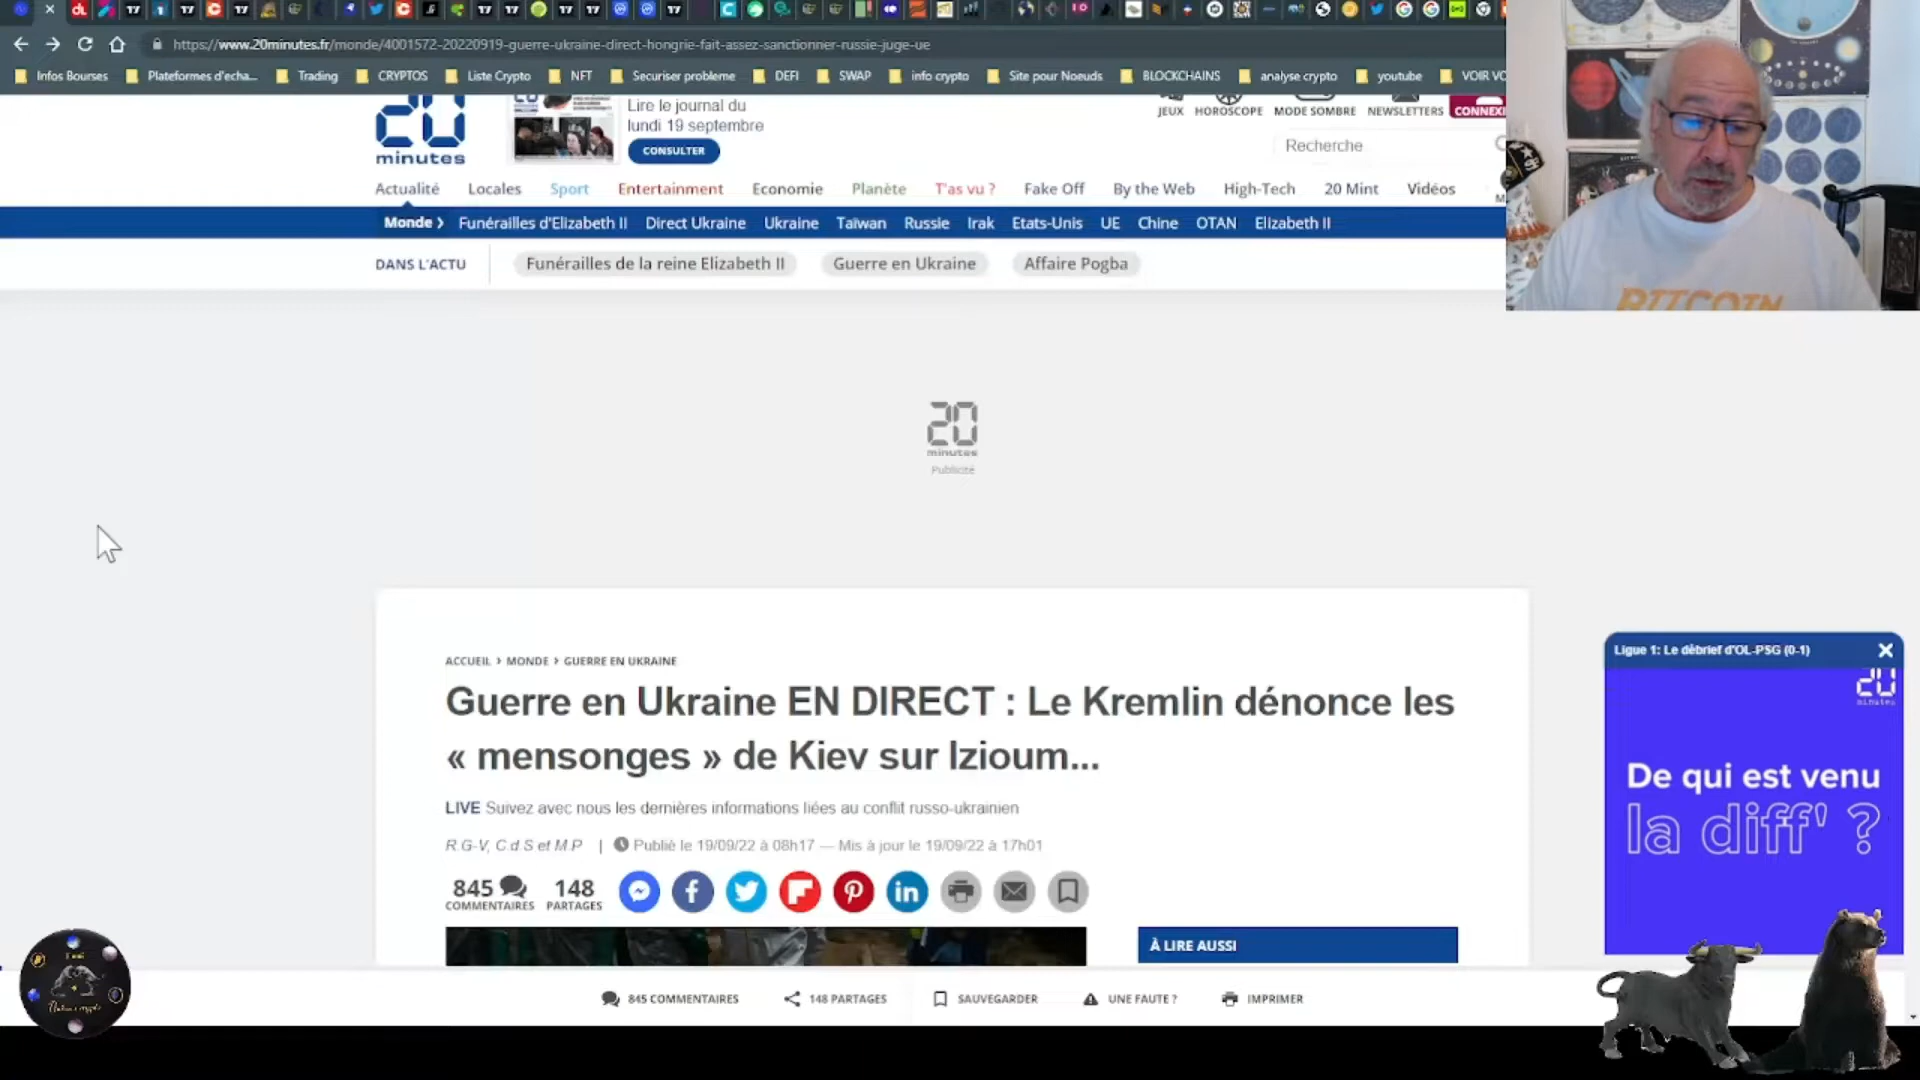 https://www.20minutes.fr/monde/4001572-20220919-guerre-ukraine-direct-hongrie-fait-assez-sanctionner-russie-juge-ue
Infos Bourses Plateformes d'echa... Trading CRYPTOS Liste Crypto NFT Securiser probleme DEFI SWAP info crypto Site pour Noeuds BLOCKCHAINS analyse crypto youtube VOIR VO
20 minutes
Lire le journal du
lundi 19 septembre
CONSULTER
JEUX HOROSCOPE MODE SOMBRE NEWSLETTERS CONNEXI
Recherche
Actualité Locales Sport Entertainment Economie Planète T'as vu ? Fake Off By the Web High-Tech 20 Mint Vidéos
Monde > Funérailles d'Elizabeth II Direct Ukraine Ukraine Taïwan Russie Irak Etats-Unis UE Chine OTAN Elizabeth II
DANS L'ACTU Funérailles de la reine Elizabeth II Guerre en Ukraine Affaire Pogba
BITCOIN
20
minutes
Publicité
ACCUEIL > MONDE > GUERRE EN UKRAINE
Guerre en Ukraine EN DIRECT : Le Kremlin dénonce les
« mensonges » de Kiev sur Izioum...
LIVE Suivez avec nous les dernières informations liées au conflit russo-ukrainien
R.G-V, C.d.S et M.P | Publié le 19/09/22 à 08h17 — Mis à jour le 19/09/22 à 17h01
845 148
COMMENTAIRES PARTAGES
À LIRE AUSSI
Ligue 1: Le débrief d'OL-PSG (0-1)
20
minutes
De qui est venu
la diff' ?
845 COMMENTAIRES 148 PARTAGES SAUVEGARDER UNE FAUTE ? IMPRIMER